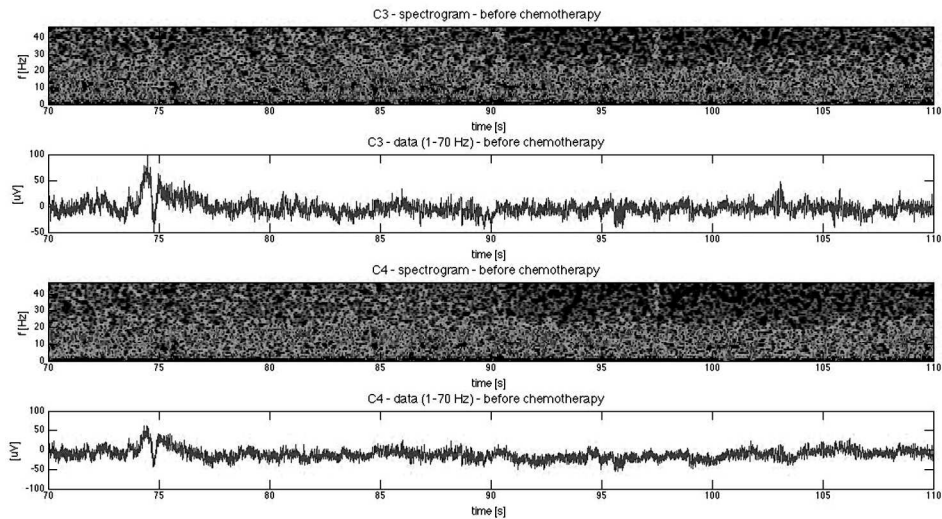 C3 - spectrogram - before chemotherapy
f [Hz]
40
30
20
10
0
70 75 80 85 90 95 100 105 110
time [s]
C3 - data (1-70 Hz) - before chemotherapy
[uV]
100
50
0
-50
70 75 80 85 90 95 100 105 110
time [s]
C4 - spectrogram - before chemotherapy
f [Hz]
40
30
20
10
0
70 75 80 85 90 95 100 105 110
time [s]
C4 - data (1-70 Hz) - before chemotherapy
[uV]
100
50
0
-50
-100
70 75 80 85 90 95 100 105 110
time [s]